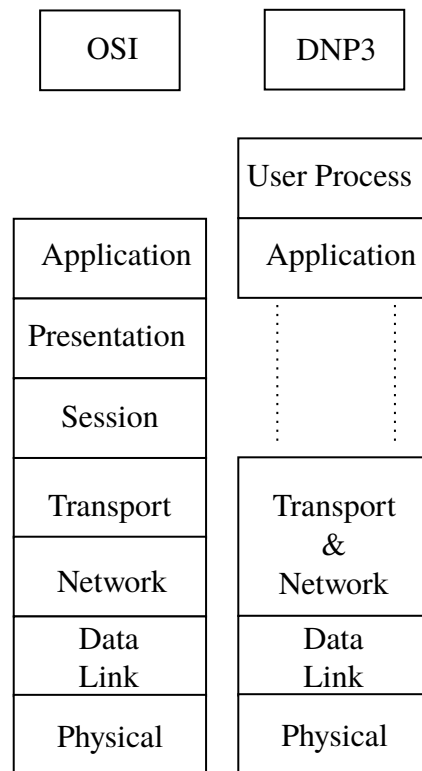 OSI
DNP3
User Process
Application
Application
Presentation
Session
Transport
Transport
&
Network
Network
Data
Link
Data
Link
Physical
Physical